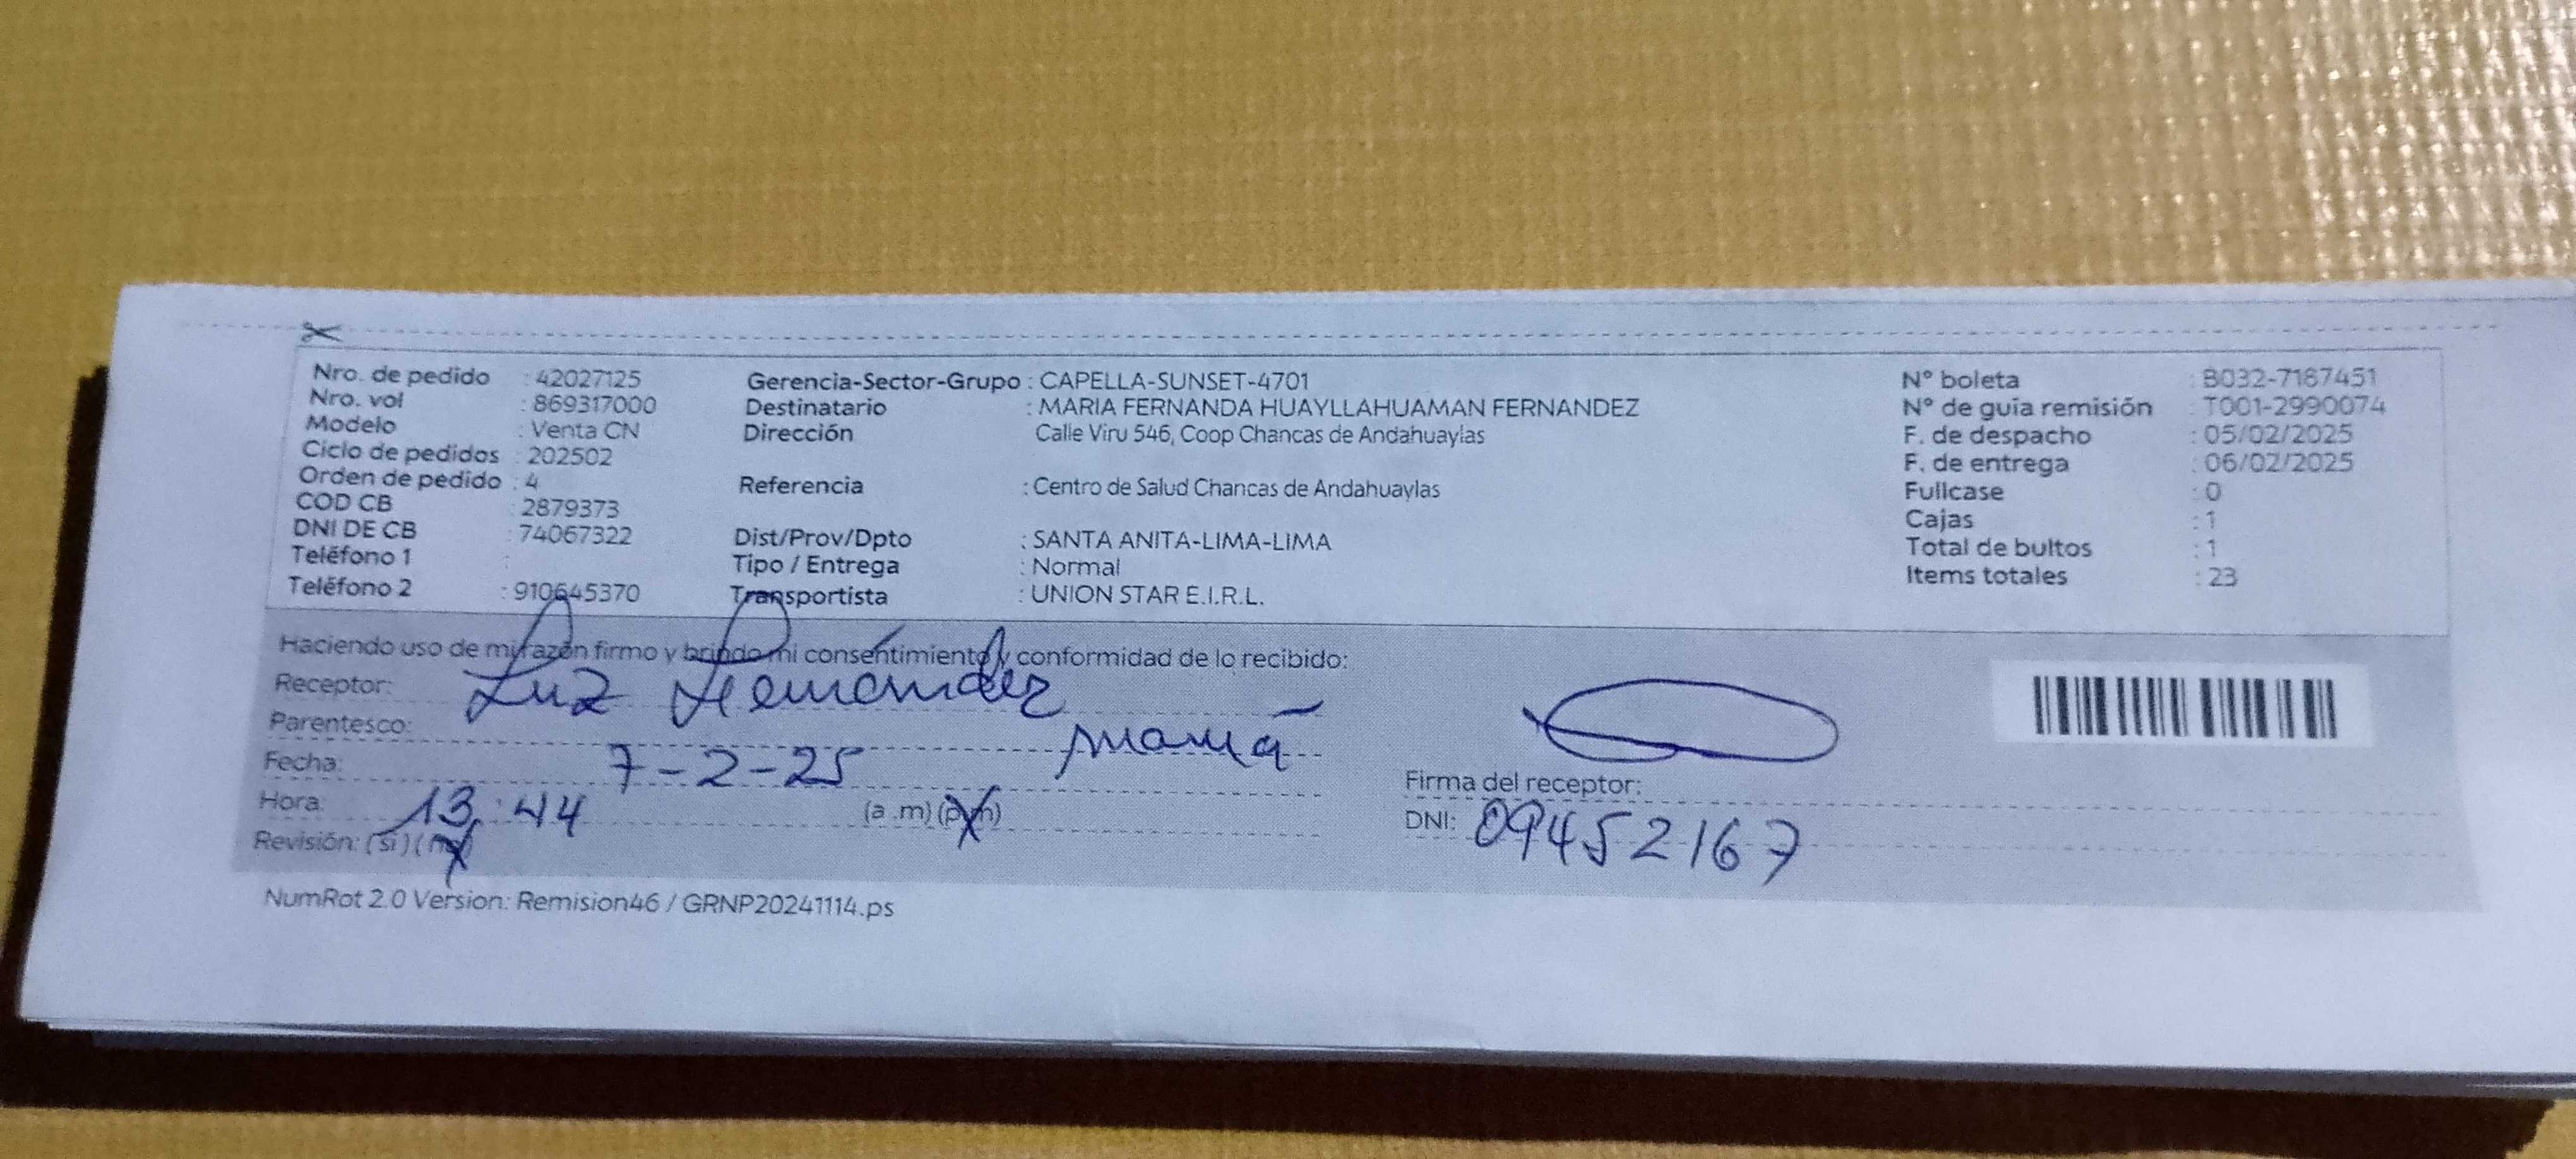 Nro. de pedido : 42027125
Nro. vol : 869317000
Modelo : Venta CN
Ciclo de pedidos : 202502
Orden de pedido : 4
COD CB : 2879373
DNI DE CB : 74067322
Teléfono 1 :
Teléfono 2 : 910645370
Gerencia-Sector-Grupo : CAPELLA-SUNSET-4701
Destinatario : MARIA FERNANDA HUAYLLAHUAMAN FERNANDEZ
Dirección Calle Viru 546, Coop Chancas de Andahuaylas
Referencia : Centro de Salud Chancas de Andahuaylas
Dist/Prov/Dpto : SANTA ANITA-LIMA-LIMA
Tipo / Entrega : Normal
Transportista : UNION STAR E.I.R.L.
N° boleta : B032-7187451
N° de guía remisión : T001-2990074
F. de despacho : 05/02/2025
F. de entrega : 06/02/2025
Fullcase : 0
Cajas : 1
Total de bultos : 1
Items totales : 23
Haciendo uso de mi razón firmo y brindo mi consentimiento y conformidad de lo recibido:
Receptor: Luz Fernández
Parentesco: mamá
Fecha: 7-2-25
Hora: 13:44 (a.m) (p.m)
Revisión: (si) (no)
Firma del receptor:
DNI: 09452167
NumRot 2.0 Version: Remision46 / GRNP20241114.ps